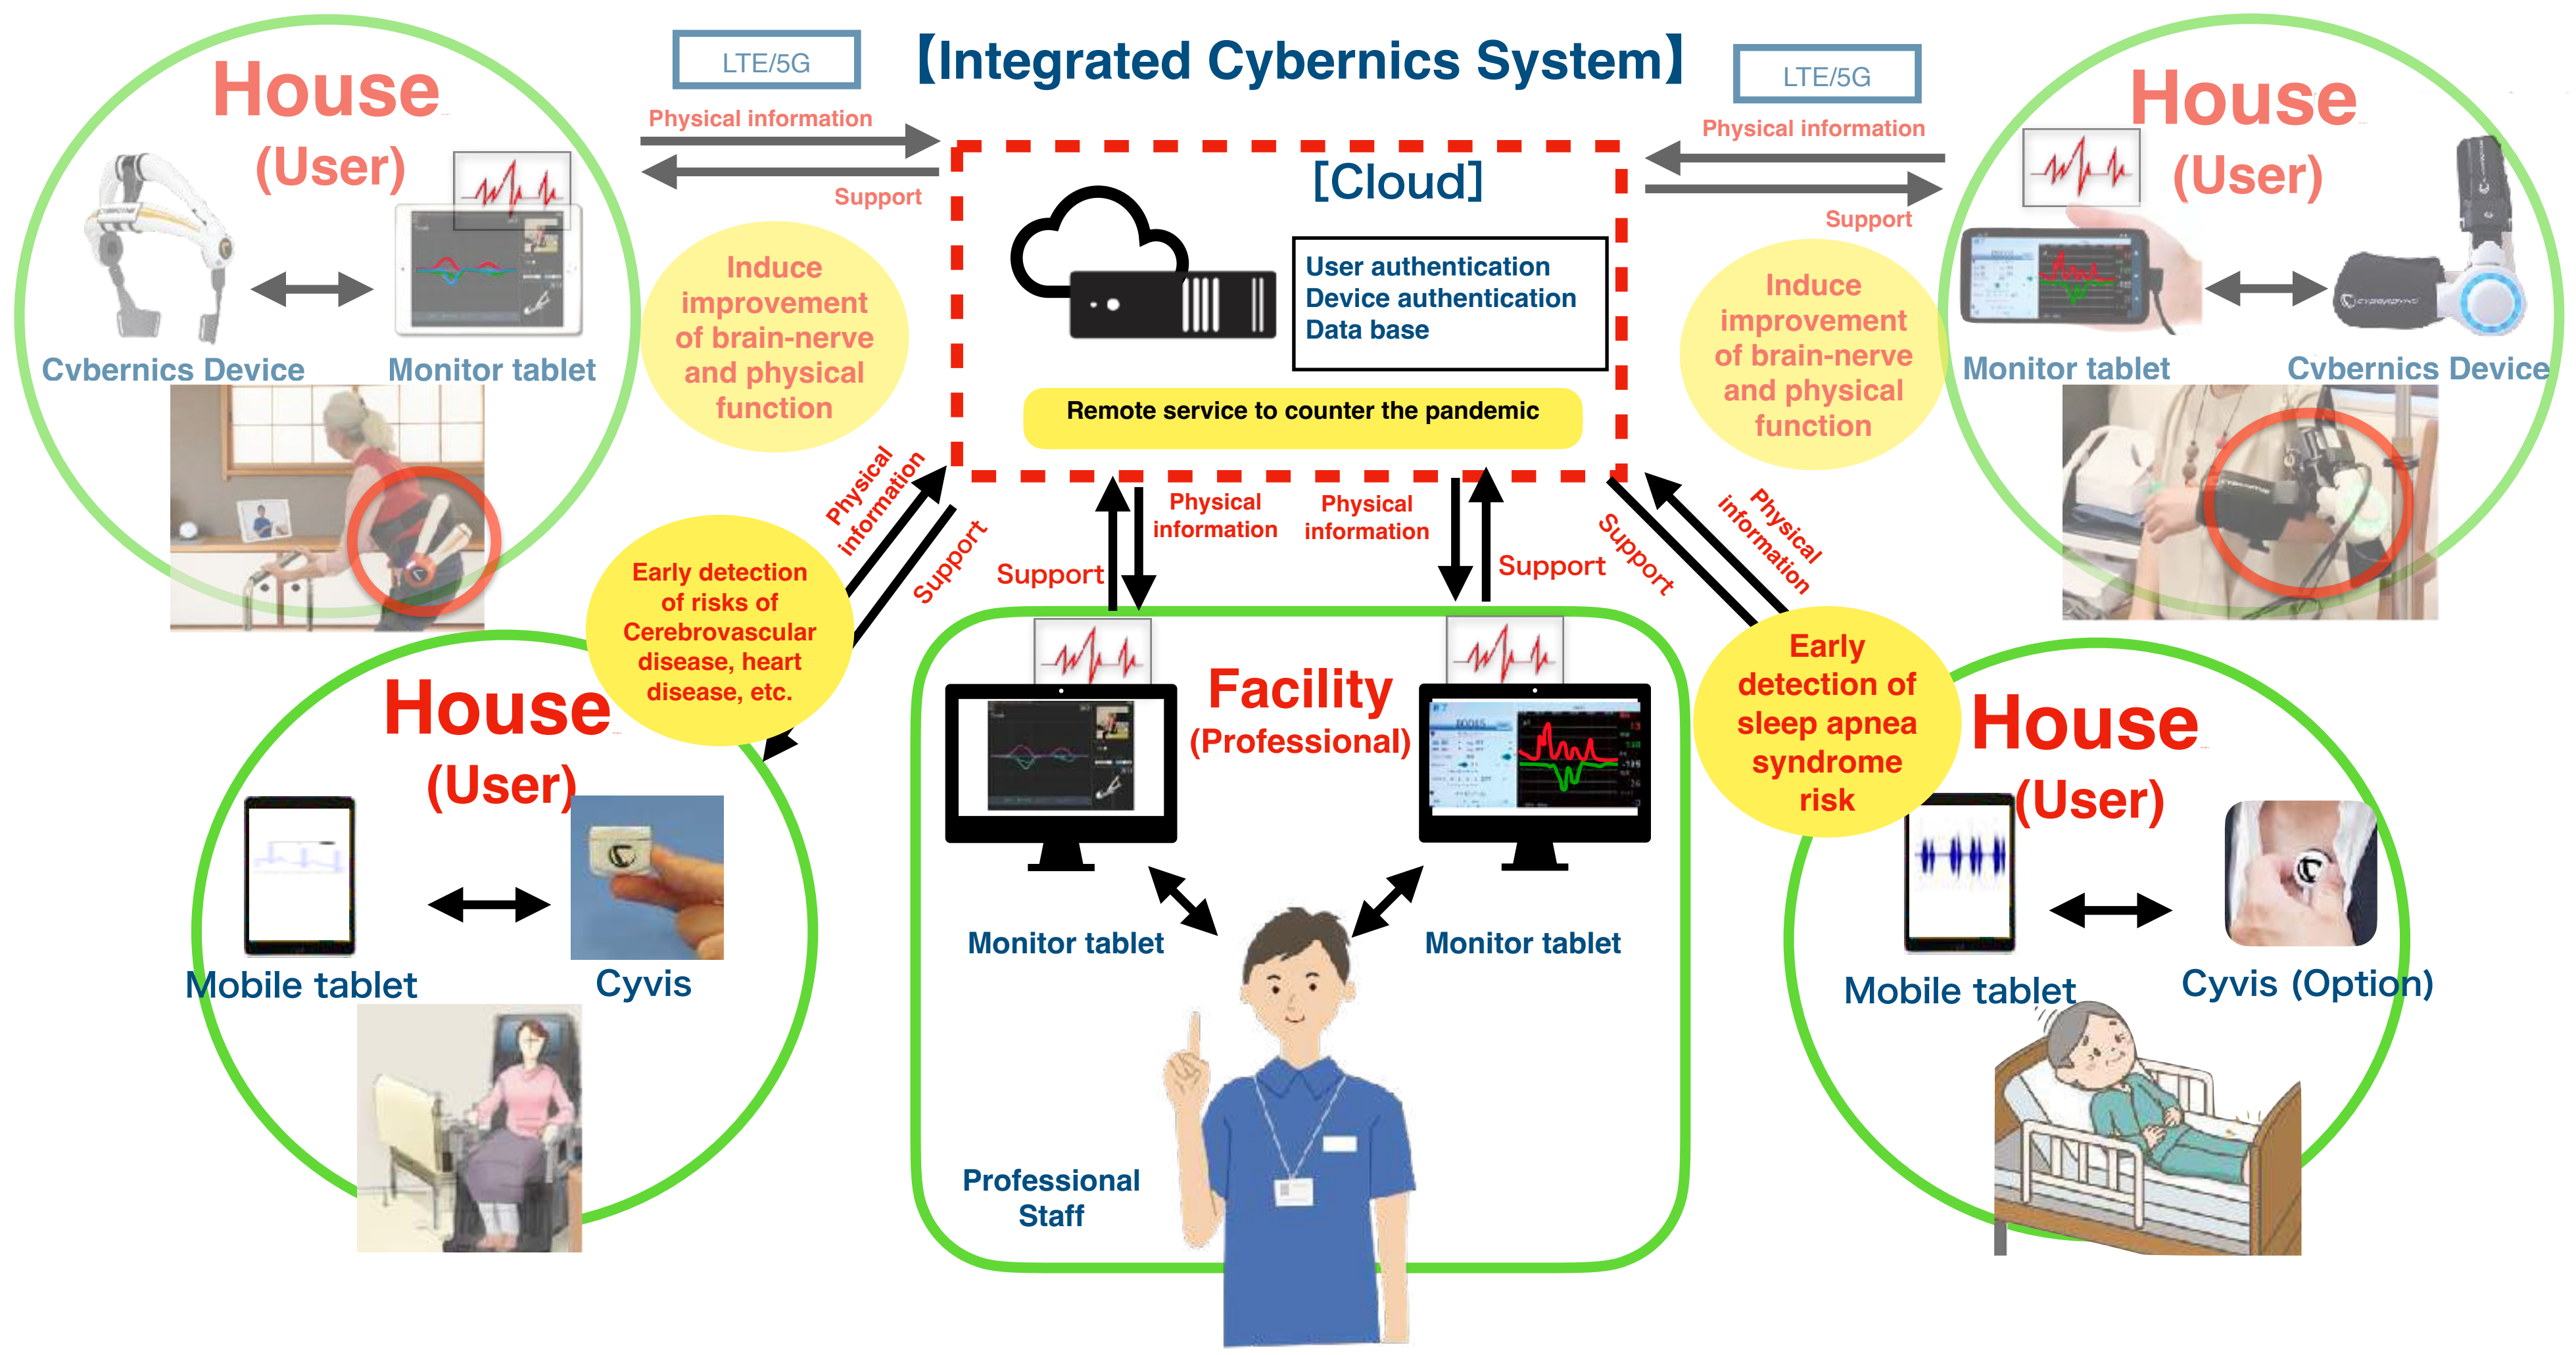 【Integrated Cybernics System】
LTE/5G
LTE/5G
House
(User)
Cybernics Device
Monitor tablet
Physical information
Support
Induce
improvement
of brain-nerve
and physical
function
[Cloud]
User authentication
Device authentication
Data base
Remote service to counter the pandemic
Physical information
Support
Induce
improvement
of brain-nerve
and physical
function
House
(User)
Monitor tablet
Cybernics Device
CYBERDYNE
Physical
information
Support
Early detection
of risks of
Cerebrovascular
disease, heart
disease, etc.
Support
Physical
information
Physical
information
Support
Support
Physical
information
Early
detection of
sleep apnea
syndrome
risk
House
(User)
Mobile tablet
Cyvis
Facility
(Professional)
Monitor tablet
Monitor tablet
Professional
Staff
House
(User)
Mobile tablet
Cyvis (Option)